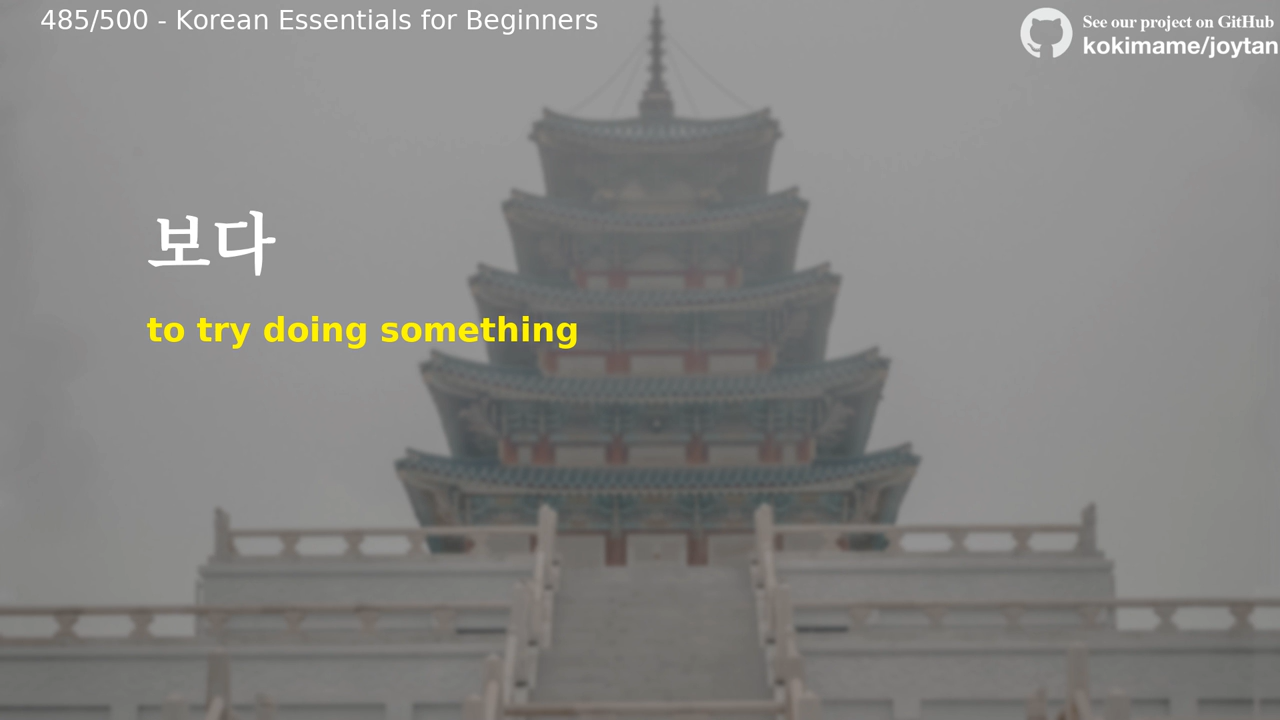 485/500 - Korean Essentials for Beginners
See our project on GitHub
kokimame/joytan
보다
to try doing something